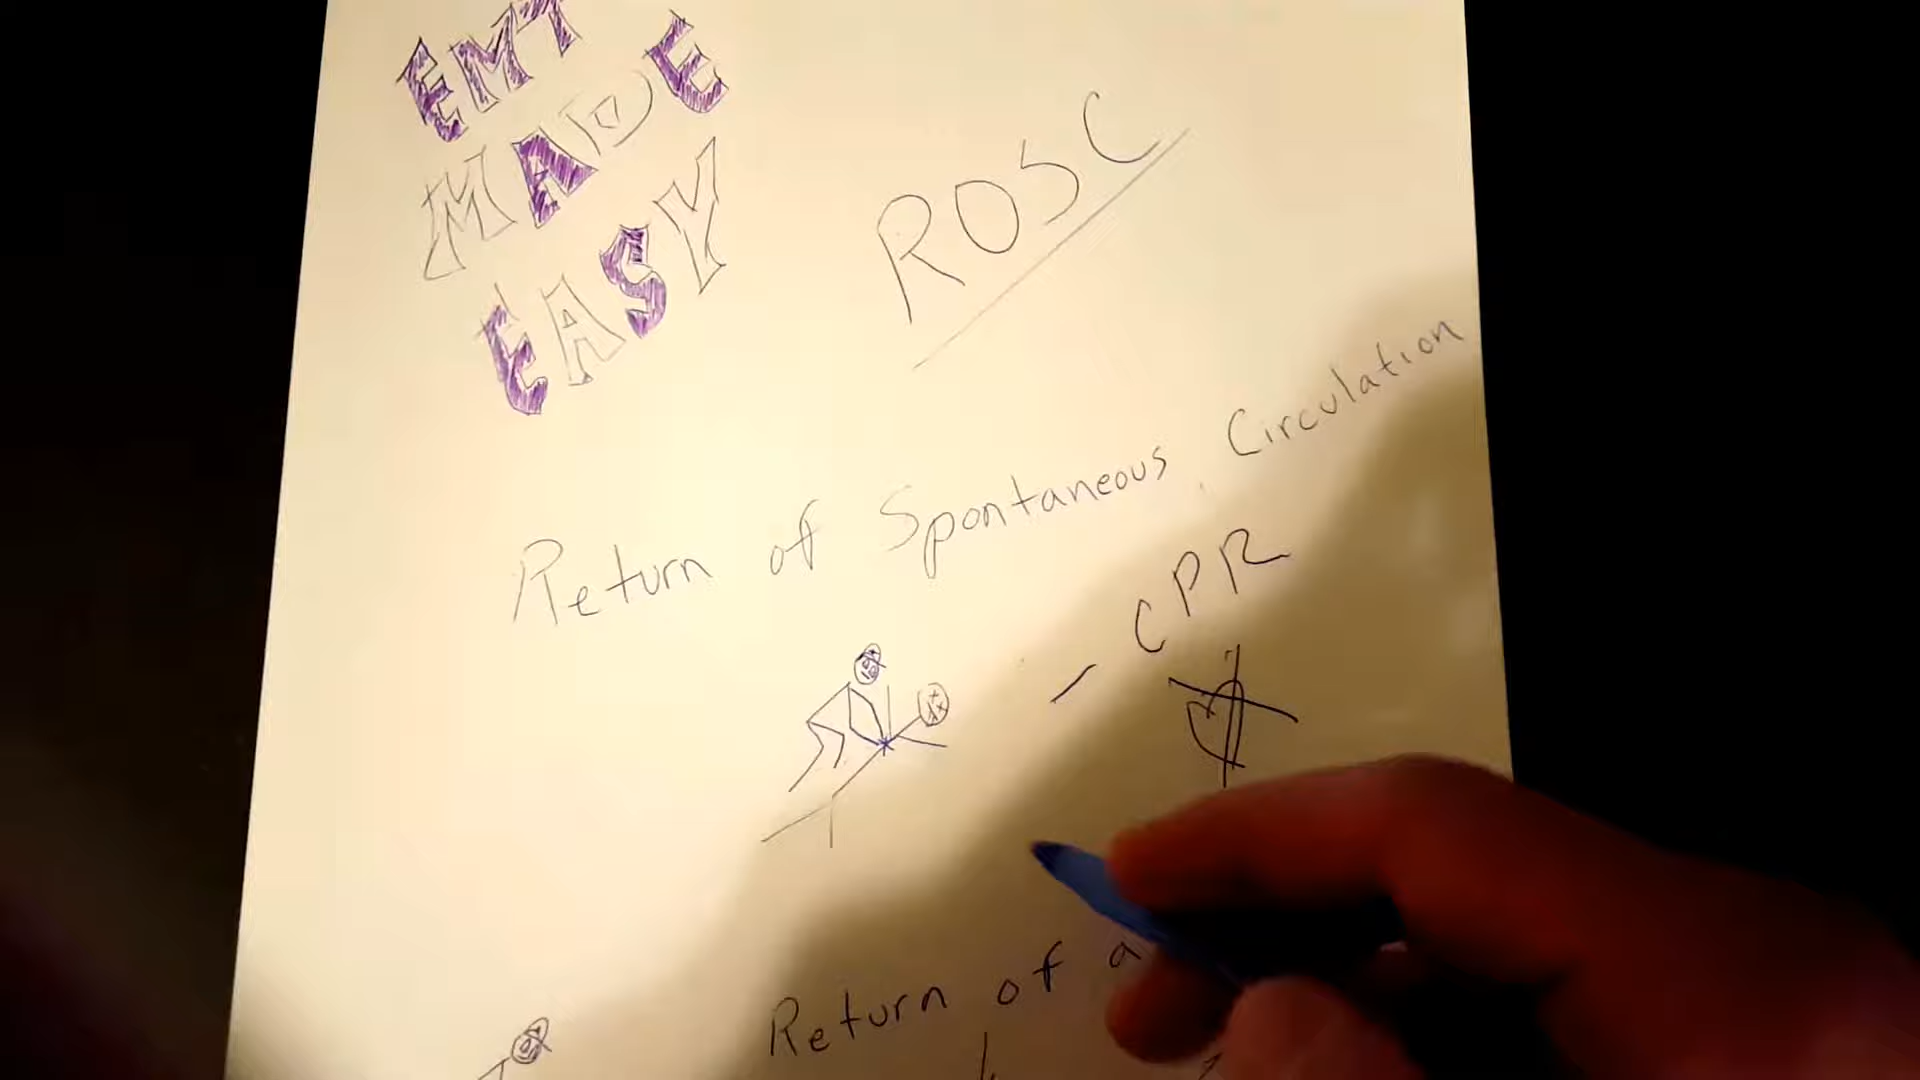 EMT
MADE
EASY
ROSC
Return of Spontaneous Circulation
- CPR
Return of a